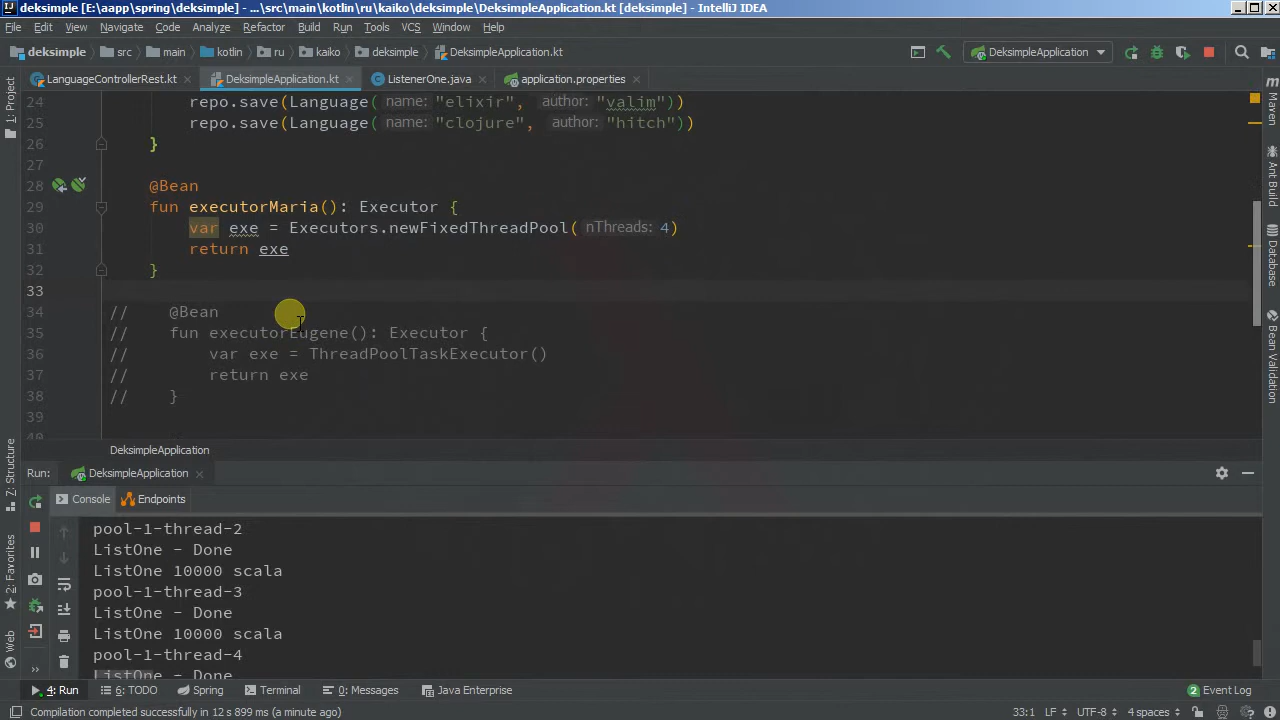 deksimple [E:\aapp\spring\deksimple] - ...\src\main\kotlin\ru\kaiko\deksimple\DeksimpleApplication.kt [deksimple] - IntelliJ IDEA
File Edit View Navigate Code Analyze Refactor Build Run Tools VCS Window Help
deksimple src main kotlin ru kaiko deksimple DeksimpleApplication.kt DeksimpleApplication
LanguageControllerRest.kt DeksimpleApplication.kt ListenerOne.java application.properties
24 repo.save(Language( name: "elixir", author: "valim"))
25 repo.save(Language( name: "clojure", author: "hitch"))
26 }
27
28 @Bean
29 fun executorMaria(): Executor {
30 var exe = Executors.newFixedThreadPool( nThreads: 4)
31 return exe
32 }
33
34 // @Bean
35 // fun executorEugene(): Executor {
36 // var exe = ThreadPoolTaskExecutor()
37 // return exe
38 // }
39
40
DeksimpleApplication
Run: DeksimpleApplication
Console Endpoints
pool-1-thread-2
ListOne - Done
ListOne 10000 scala
pool-1-thread-3
ListOne - Done
ListOne 10000 scala
pool-1-thread-4
ListOne - Done
1: Project
Z: Structure
2: Favorites
Web
Maven
Ant Build
Database
Bean Validation
4: Run 6: TODO Spring Terminal 0: Messages Java Enterprise 2 Event Log
Compilation completed successfully in 12 s 899 ms (a minute ago) 33:1 LF UTF-8 4 spaces